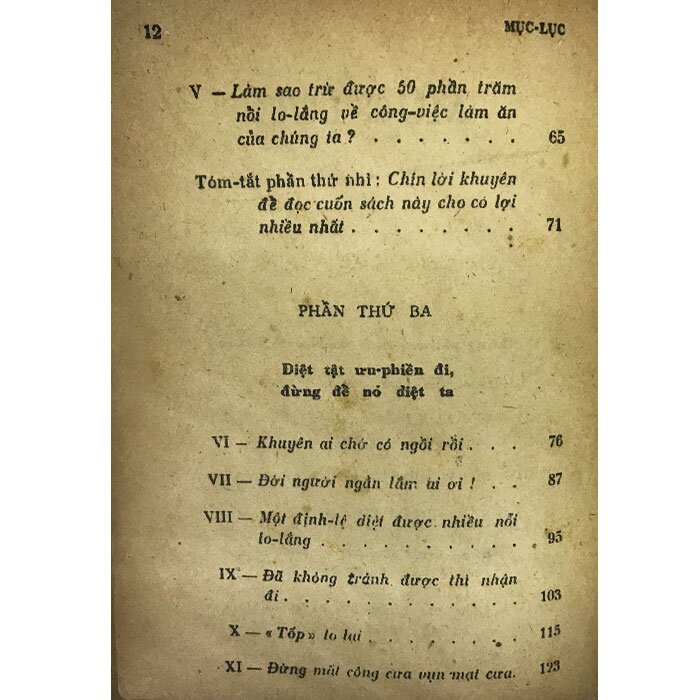 12 MỤC-LỤC
V — Làm sao trừ được 50 phần trăm
nỗi lo-lắng về công-việc làm ăn
của chúng ta ? . . . . . . . 65
Tóm-tắt phần thứ nhì : Chín lời khuyên
để đọc cuốn sách này cho có lợi
nhiều nhất . . . . . . . . 71
PHẦN THỨ BA
Diệt tật ưu-phiền đi,
đừng để nó diệt ta
VI — Khuyên ai chớ có ngồi rồi . . . 76
VII — Đời người ngắn lắm ai ơi ! . . 87
VIII — Một định-lệ diệt được nhiều nỗi
lo-lắng . . . . . . . . . 95
IX — Đã không tránh được thì nhận
đi . . . . . . . . . . 103
X — « Tốp » lo lại . . . . . . 115
XI — Đừng mất công cưa vụn mạt cưa. 123